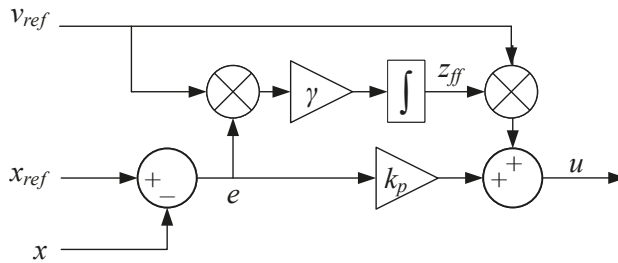 v_ref
γ
∫
z_ff
x_ref
+
−
e
k_p
+
+
u
x